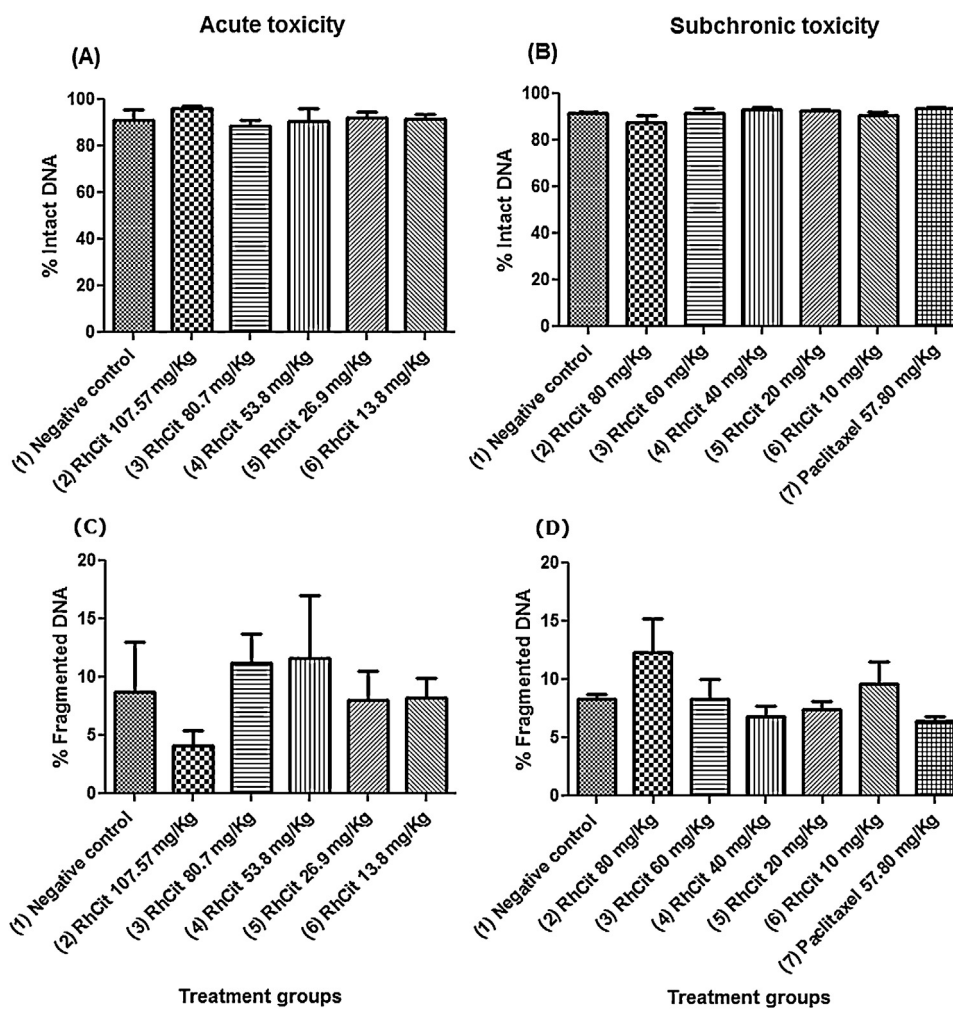 Acute toxicity
(A)
% Intact DNA
100
80
60
40
20
0
(1) Negative control
(2) RhCit 107.57 mg/Kg
(3) RhCit 80.7 mg/Kg
(4) RhCit 53.8 mg/Kg
(5) RhCit 26.9 mg/Kg
(6) RhCit 13.8 mg/Kg
Subchronic toxicity
(B)
% Intact DNA
100
80
60
40
20
0
(1) Negative control
(2) RhCit 80 mg/Kg
(3) RhCit 60 mg/Kg
(4) RhCit 40 mg/Kg
(5) RhCit 20 mg/Kg
(6) RhCit 10 mg/Kg
(7) Paclitaxel 57.80 mg/Kg
(C)
% Fragmented DNA
20
15
10
5
0
(1) Negative control
(2) RhCit 107.57 mg/Kg
(3) RhCit 80.7 mg/Kg
(4) RhCit 53.8 mg/Kg
(5) RhCit 26.9 mg/Kg
(6) RhCit 13.8 mg/Kg
Treatment groups
(D)
% Fragmented DNA
20
15
10
5
0
(1) Negative control
(2) RhCit 80 mg/Kg
(3) RhCit 60 mg/Kg
(4) RhCit 40 mg/Kg
(5) RhCit 20 mg/Kg
(6) RhCit 10 mg/Kg
(7) Paclitaxel 57.80 mg/Kg
Treatment groups